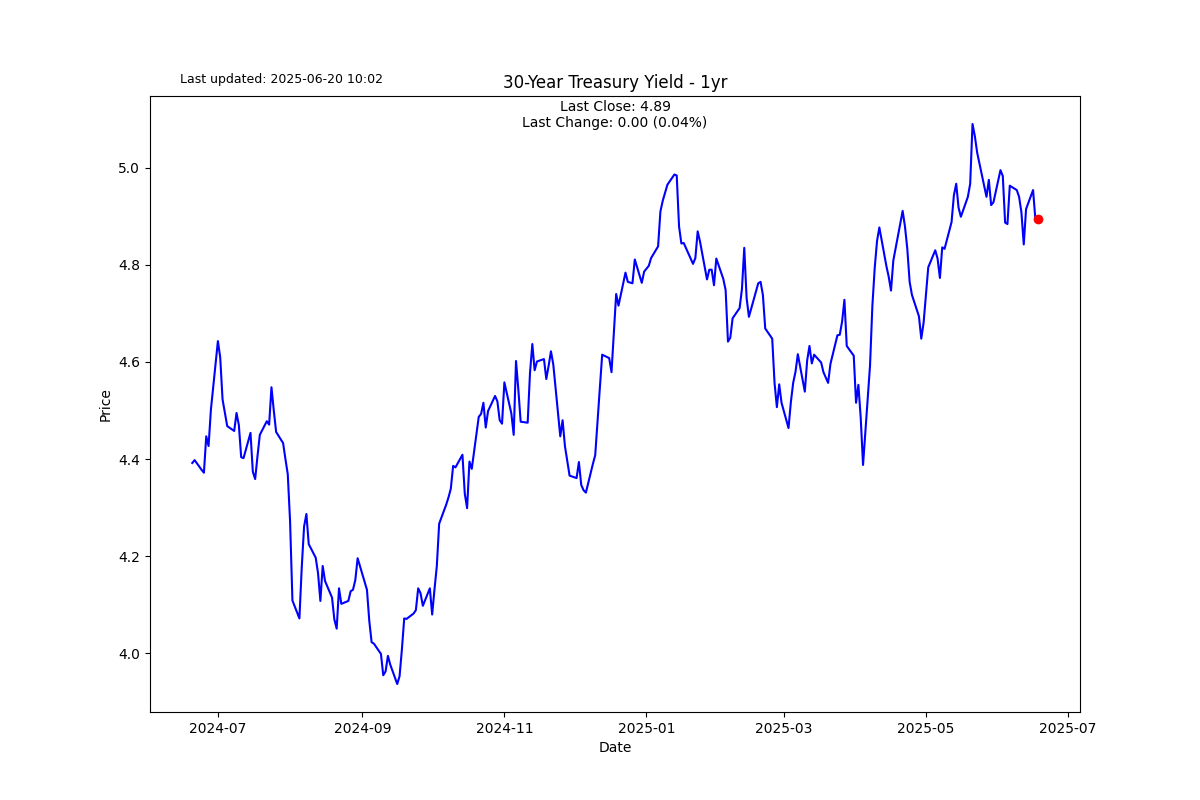 Last updated: 2025-06-20 10:02
30-Year Treasury Yield - 1yr
Last Close: 4.89
Last Change: 0.00 (0.04%)
Price
5.0
4.8
4.6
4.4
4.2
4.0
2024-07
2024-09
2024-11
2025-01
2025-03
2025-05
2025-07
Date